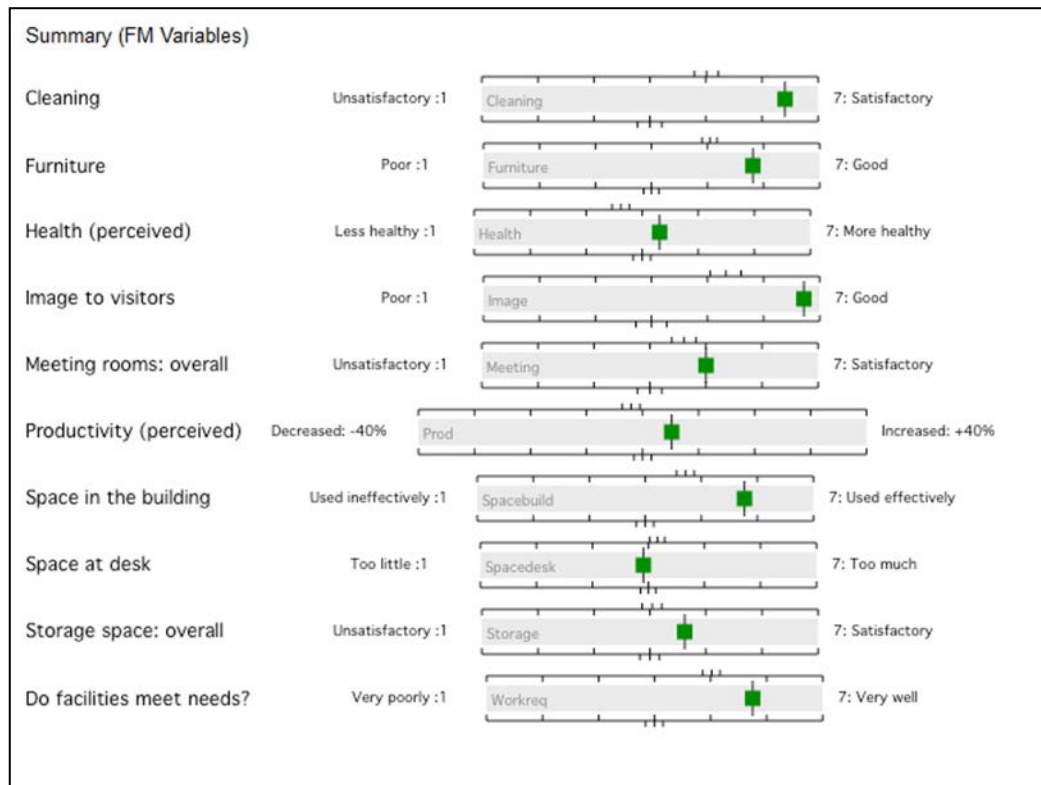 Summary (FM Variables)
Cleaning Unsatisfactory :1 Cleaning 7: Satisfactory
Furniture Poor :1 Furniture 7: Good
Health (perceived) Less healthy :1 Health 7: More healthy
Image to visitors Poor :1 Image 7: Good
Meeting rooms: overall Unsatisfactory :1 Meeting 7: Satisfactory
Productivity (perceived) Decreased: -40% Prod Increased: +40%
Space in the building Used ineffectively :1 Spacebuild 7: Used effectively
Space at desk Too little :1 Spacedesk 7: Too much
Storage space: overall Unsatisfactory :1 Storage 7: Satisfactory
Do facilities meet needs? Very poorly :1 Workreq 7: Very well